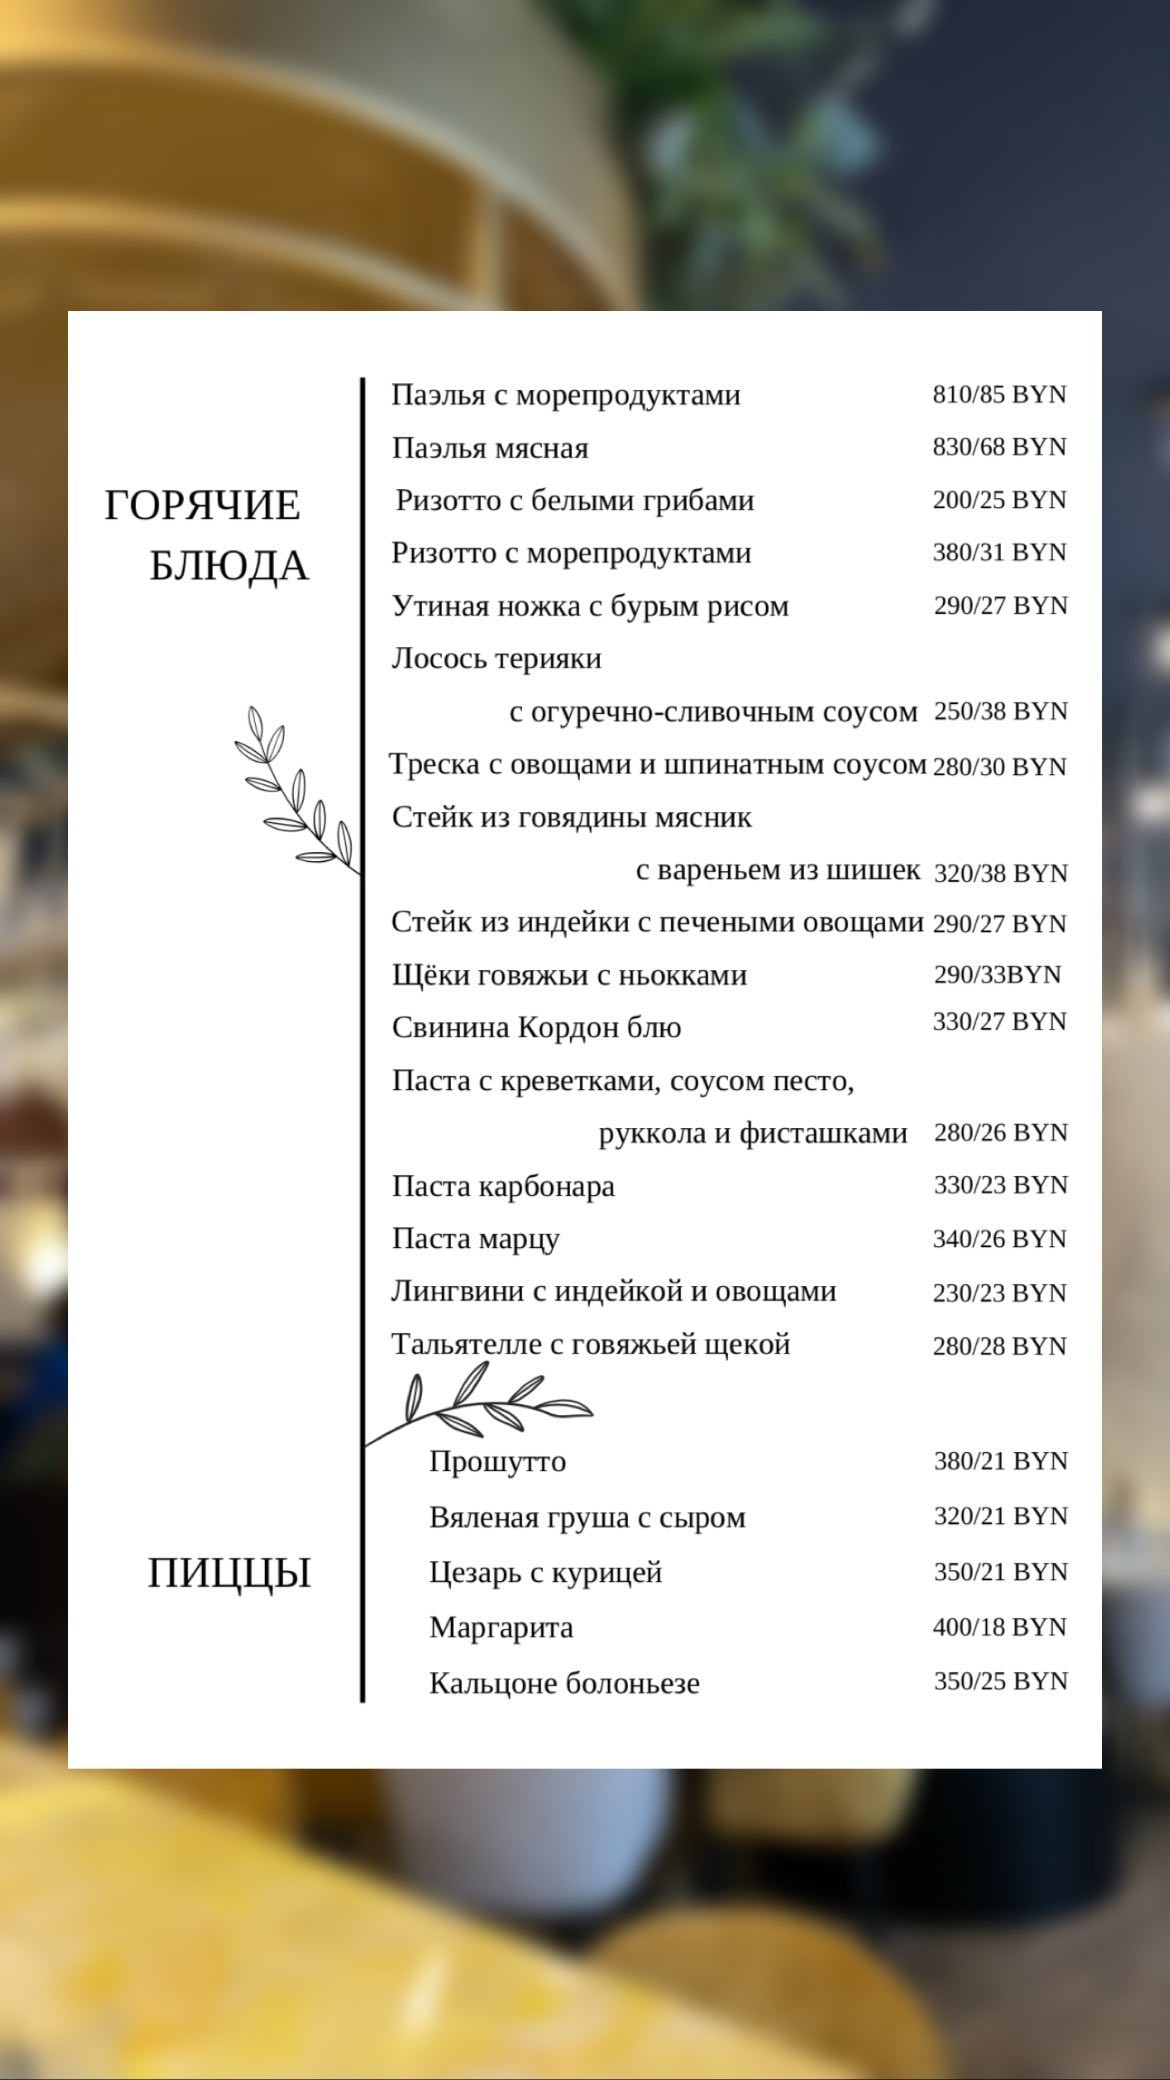 ГОРЯЧИЕ
БЛЮДА
Паэлья с морепродуктами 810/85 BYN
Паэлья мясная 830/68 BYN
Ризотто с белыми грибами 200/25 BYN
Ризотто с морепродуктами 380/31 BYN
Утиная ножка с бурым рисом 290/27 BYN
Лосось терияки
с огуречно-сливочным соусом 250/38 BYN
Треска с овощами и шпинатным соусом 280/30 BYN
Стейк из говядины мясник
с вареньем из шишек 320/38 BYN
Стейк из индейки с печеными овощами 290/27 BYN
Щёки говяжьи с ньокками 290/33BYN
Свинина Кордон блю 330/27 BYN
Паста с креветками, соусом песто,
руккола и фисташками 280/26 BYN
Паста карбонара 330/23 BYN
Паста марцу 340/26 BYN
Лингвини с индейкой и овощами 230/23 BYN
Тальятелле с говяжьей щекой 280/28 BYN
ПИЦЦЫ
Прошутто 380/21 BYN
Вяленая груша с сыром 320/21 BYN
Цезарь с курицей 350/21 BYN
Маргарита 400/18 BYN
Кальцоне болоньезе 350/25 BYN